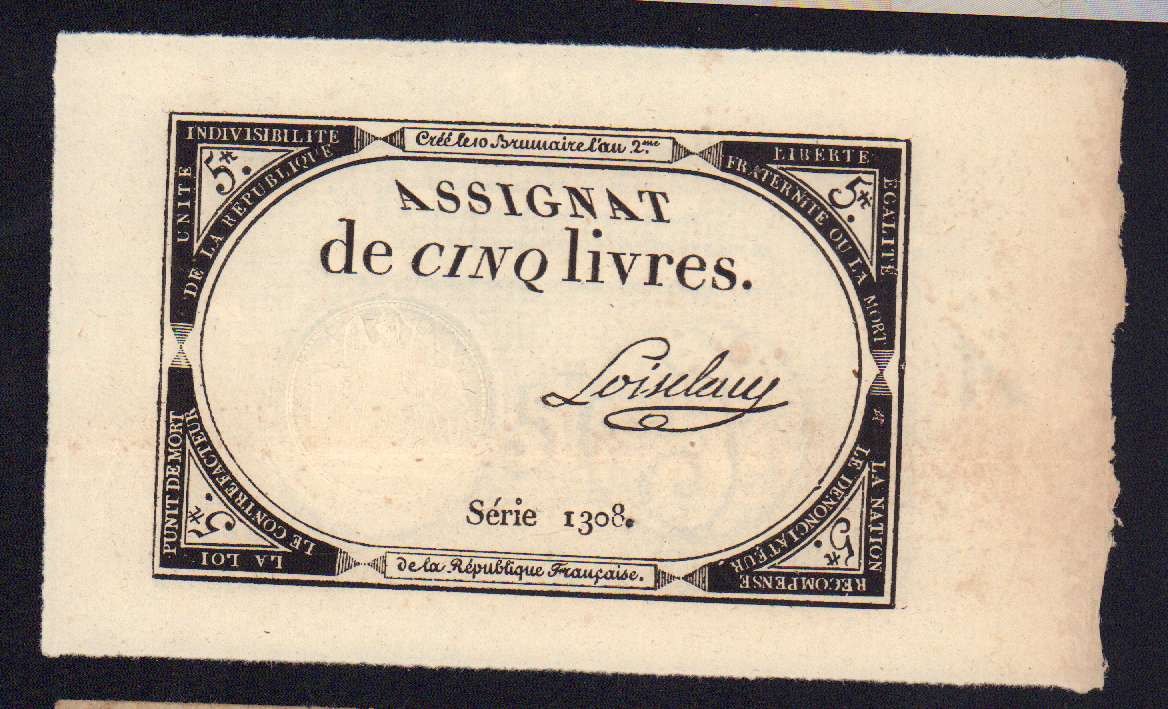 UNITÉ INDIVISIBILITÉ
DE LA RÉPUBLIQUE
5#.
Créé le 10 Brumaire l'an 2.me
LIBERTÉ ÉGALITÉ
FRATERNITÉ OU LA MORT
5#.
ASSIGNAT
de CINQ livres.
Loiseleux
Série 1308.
LA LOI PUNIT DE MORT
LE CONTREFACTEUR
5#.
de la République Française.
LA NATION RÉCOMPENSE
LE DÉNONCIATEUR
5#.